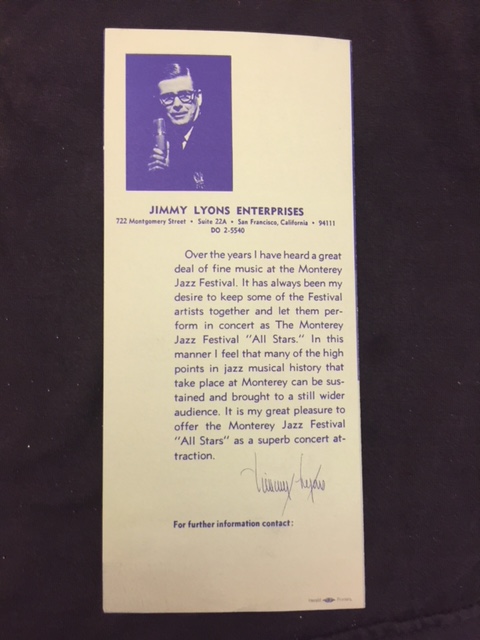 JIMMY LYONS ENTERPRISES
722 Montgomery Street • Suite 22A • San Francisco, California • 94111
DO 2-5540
Over the years I have heard a great
deal of fine music at the Monterey
Jazz Festival. It has always been my
desire to keep some of the Festival
artists together and let them per-
form in concert as The Monterey
Jazz Festival "All Stars." In this
manner I feel that many of the high
points in jazz musical history that
take place at Monterey can be sus-
tained and brought to a still wider
audience. It is my great pleasure to
offer the Monterey Jazz Festival
"All Stars" as a superb concert at-
traction.
Jimmy Lyons
For further information contact: